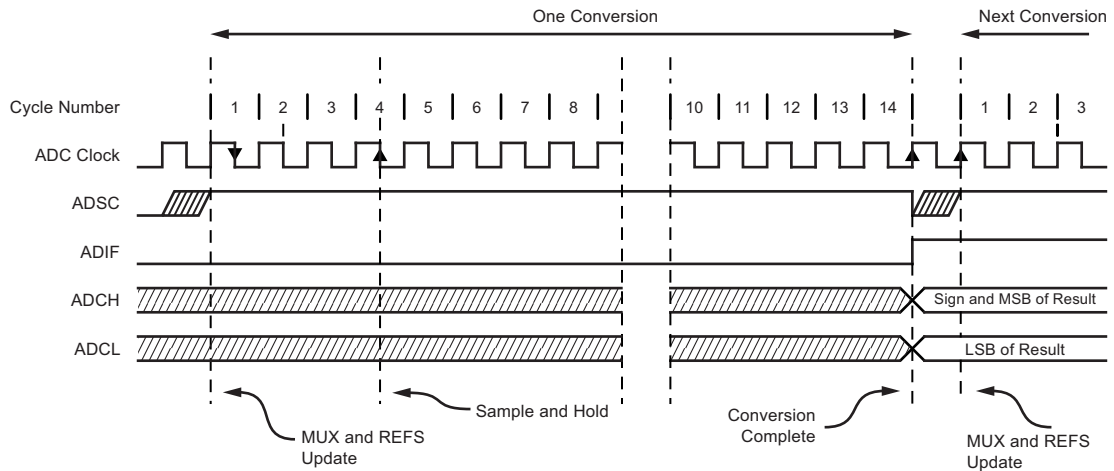 One Conversion
Next Conversion
Cycle Number
1 2 3 4 5 6 7 8 10 11 12 13 14 1 2 3
ADC Clock
ADSC
ADIF
ADCH
Sign and MSB of Result
ADCL
LSB of Result
MUX and REFS
Update
Sample and Hold
Conversion
Complete
MUX and REFS
Update